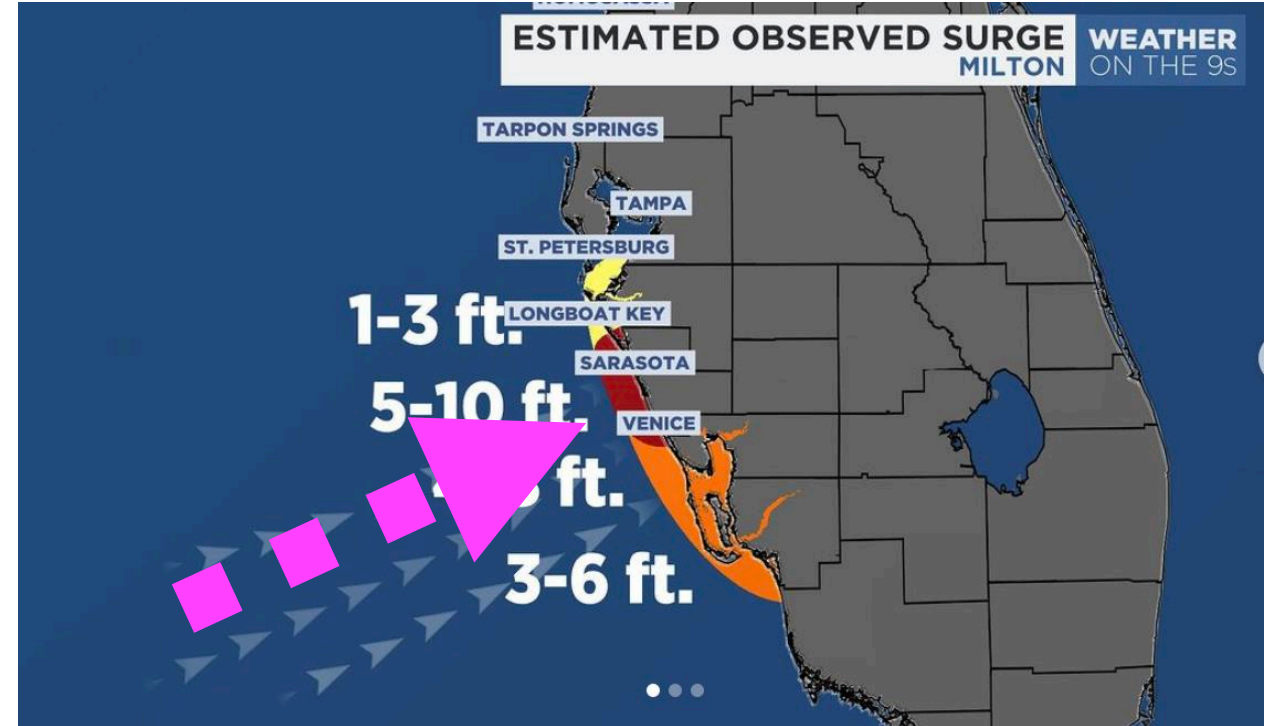 ESTIMATED OBSERVED SURGE
MILTON
WEATHER
ON THE 9S
TARPON SPRINGS
TAMPA
ST. PETERSBURG
1-3 ft.
LONGBOAT KEY
SARASOTA
5-10 ft.
VENICE
ft.
3-6 ft.